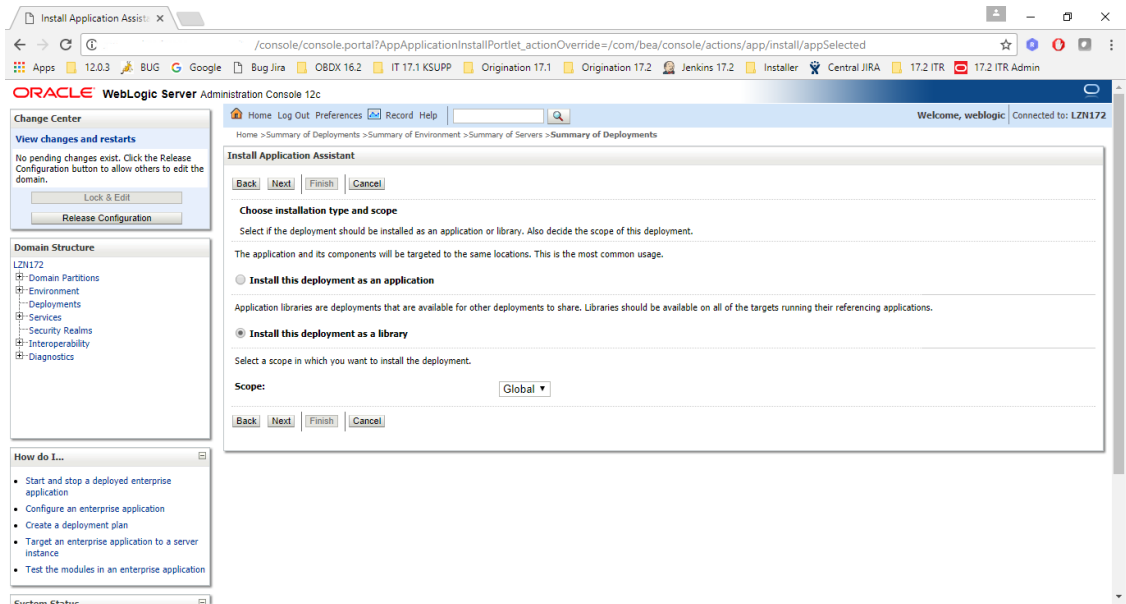 Install Application Assist
/console/console.portal?AppApplicationInstallPortlet_actionOverride=/com/bea/console/actions/app/install/appSelected
Apps 12.0.3 BUG Google Bug Jira OBDX 16.2 IT 17.1 KSUPP Origination 17.1 Origination 17.2 Jenkins 17.2 Installer Central JIRA 17.2 ITR 17.2 ITR Admin
ORACLE WebLogic Server Administration Console 12c
Change Center
View changes and restarts
No pending changes exist. Click the Release
Configuration button to allow others to edit the
domain.
Lock & Edit
Release Configuration
Domain Structure
LZN172
Domain Partitions
Environment
Deployments
Services
Security Realms
Interoperability
Diagnostics
How do I...
Start and stop a deployed enterprise
application
Configure an enterprise application
Create a deployment plan
Target an enterprise application to a server
instance
Test the modules in an enterprise application
System Status
Home Log Out Preferences Record Help
Welcome, weblogic Connected to: LZN172
Home >Summary of Deployments >Summary of Environment >Summary of Servers >Summary of Deployments
Install Application Assistant
Back Next Finish Cancel
Choose installation type and scope
Select if the deployment should be installed as an application or library. Also decide the scope of this deployment.
The application and its components will be targeted to the same locations. This is the most common usage.
Install this deployment as an application
Application libraries are deployments that are available for other deployments to share. Libraries should be available on all of the targets running their referencing applications.
Install this deployment as a library
Select a scope in which you want to install the deployment.
Scope: Global
Back Next Finish Cancel